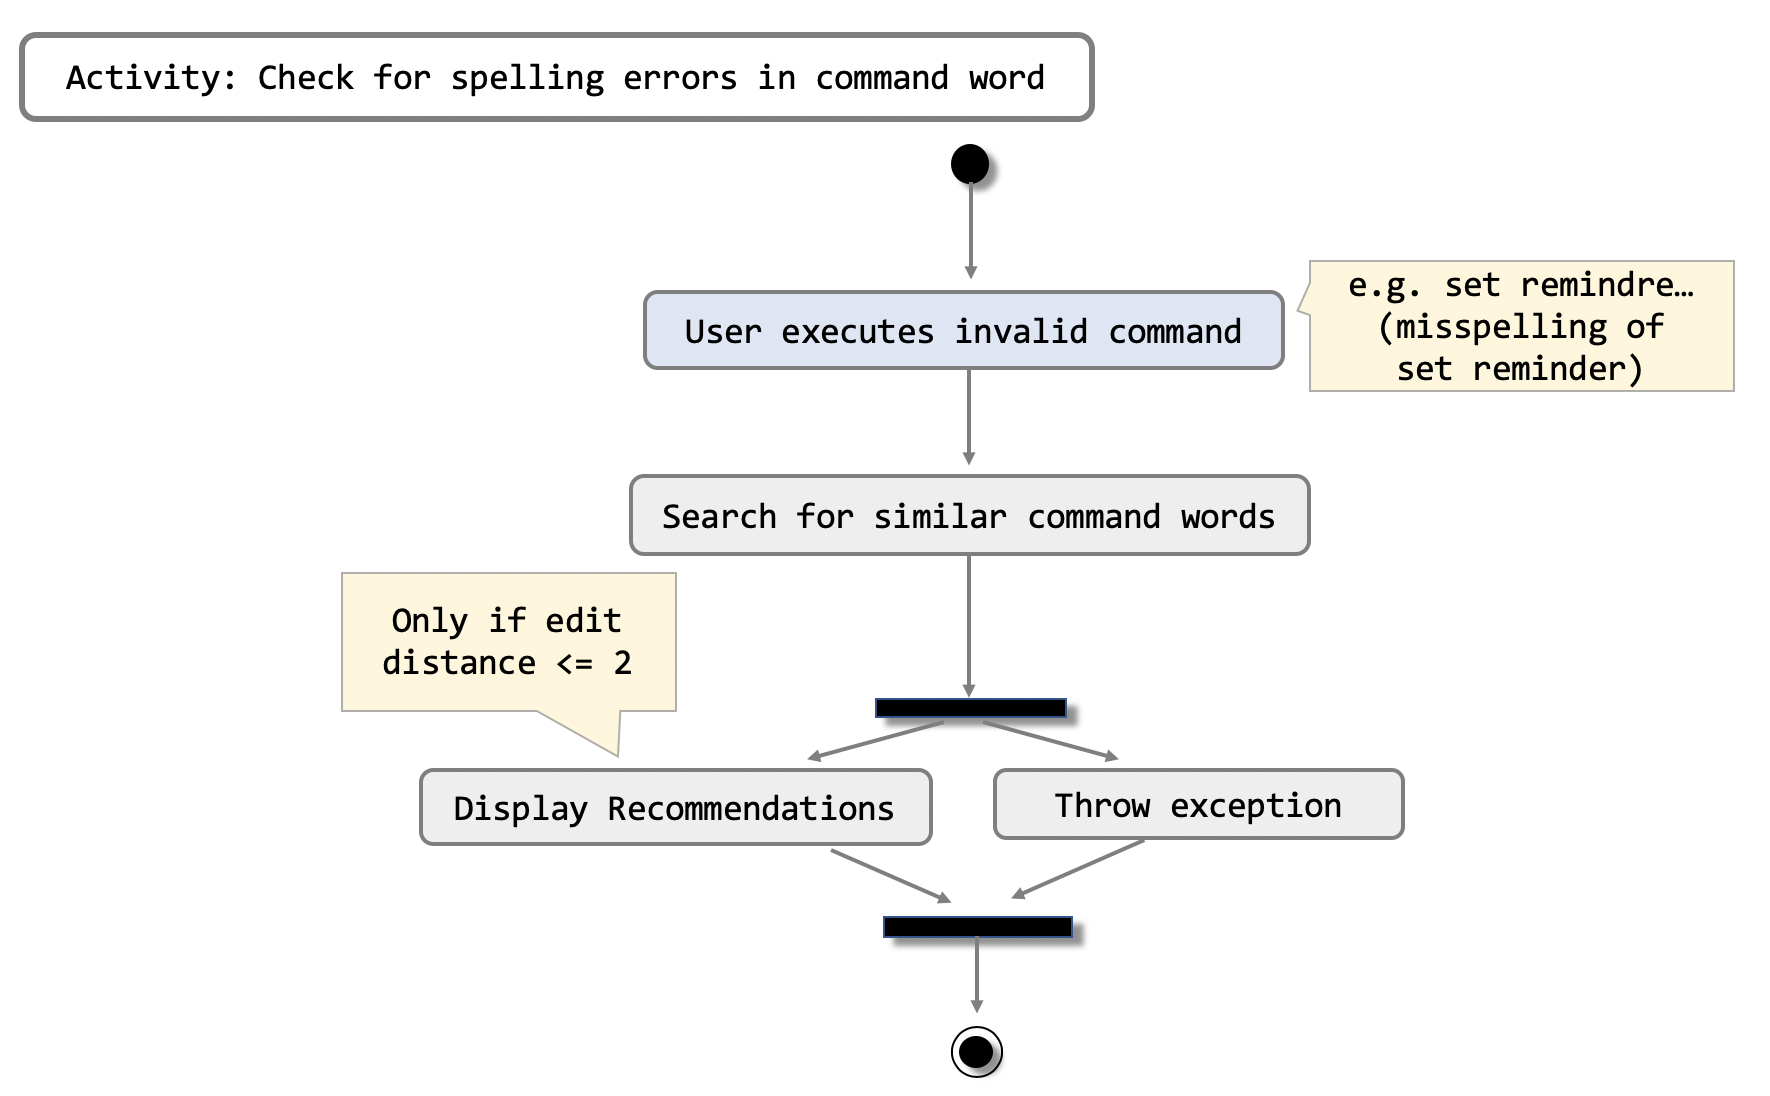 Activity: Check for spelling errors in command word
User executes invalid command
e.g. set remindre…
(misspelling of
set reminder)
Search for similar command words
Only if edit
distance <= 2
Display Recommendations
Throw exception